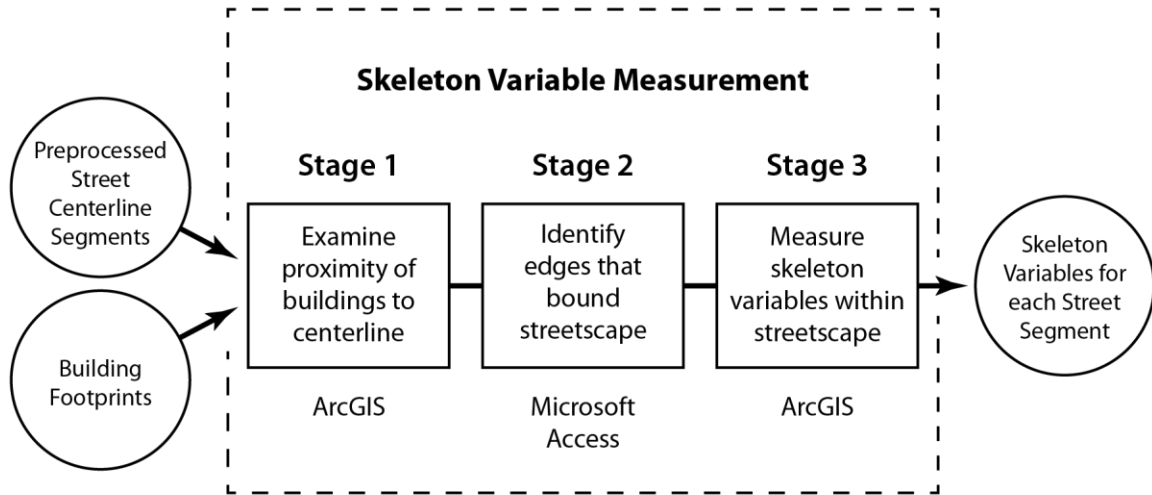 Skeleton Variable Measurement
Preprocessed
Street
Centerline
Segments
Building
Footprints
Stage 1
Examine
proximity of
buildings to
centerline
ArcGIS
Stage 2
Identify
edges that
bound
streetscape
Microsoft
Access
Stage 3
Measure
skeleton
variables within
streetscape
ArcGIS
Skeleton
Variables for
each Street
Segment